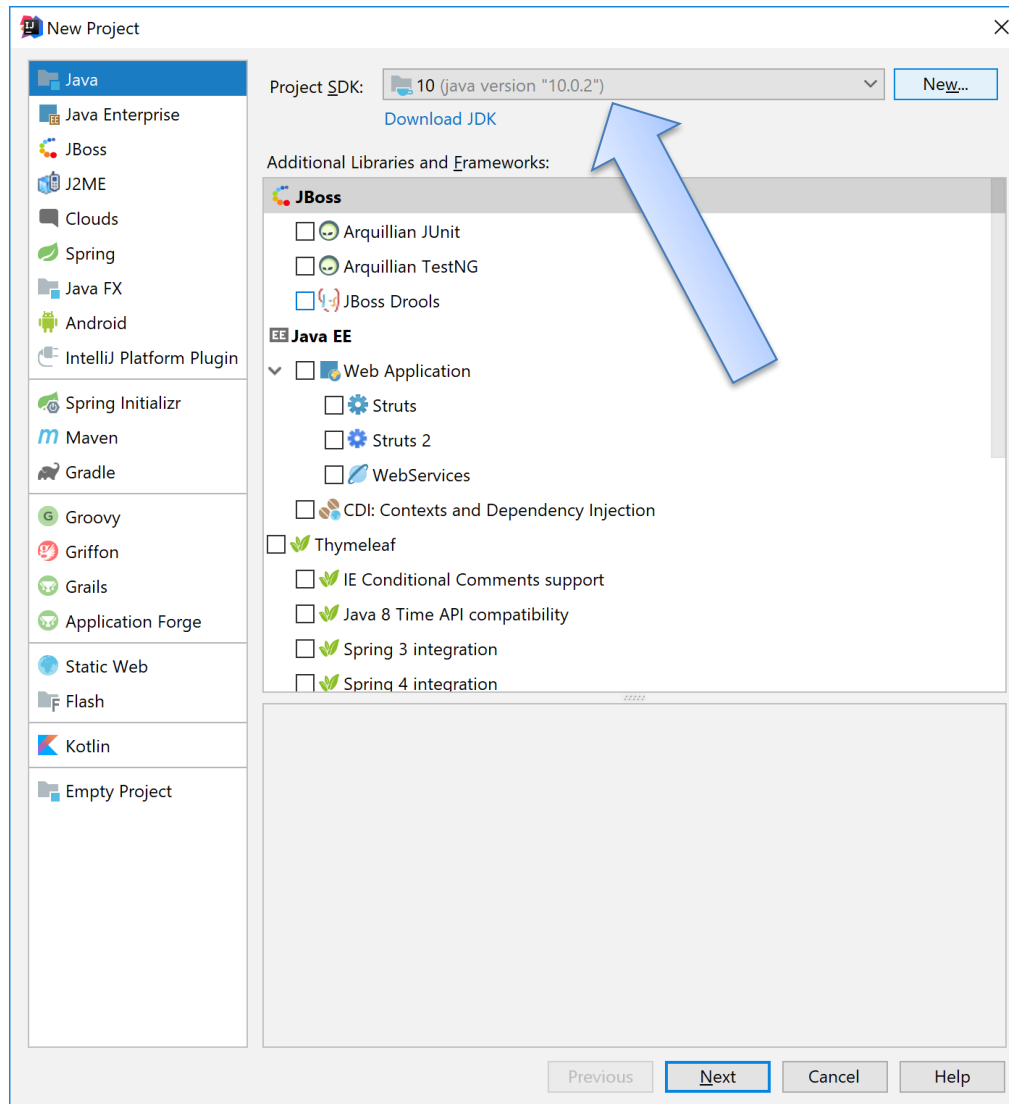 New Project
Java
Java Enterprise
JBoss
J2ME
Clouds
Spring
Java FX
Android
IntelliJ Platform Plugin
Spring Initializr
Maven
Gradle
Groovy
Griffon
Grails
Application Forge
Static Web
Flash
Kotlin
Empty Project
Project SDK: 10 (java version "10.0.2") New...
Download JDK
Additional Libraries and Frameworks:
JBoss
Arquillian JUnit
Arquillian TestNG
JBoss Drools
Java EE
Web Application
Struts
Struts 2
WebServices
CDI: Contexts and Dependency Injection
Thymeleaf
IE Conditional Comments support
Java 8 Time API compatibility
Spring 3 integration
Spring 4 integration
Previous Next Cancel Help